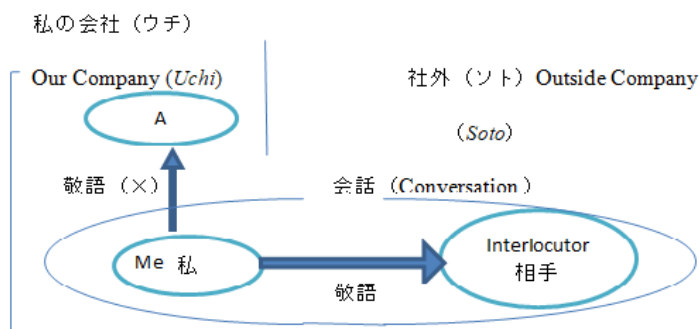 私の会社（ウチ）
Our Company (Uchi)
社外（ソト）Outside Company
(Soto)
A
敬語（×）
会話（Conversation）
Me 私
Interlocutor
相手
敬語